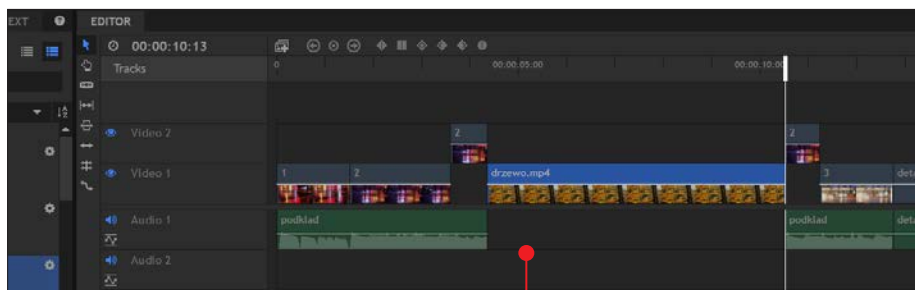 EXT EDITOR
00:00:10:13
Tracks
0 00:00:05:00 00:00:10:00
Video 2 2 2
Video 1 1 2 drzewo.mp4 3 deta
Audio 1 podklad podklad deta
Audio 2